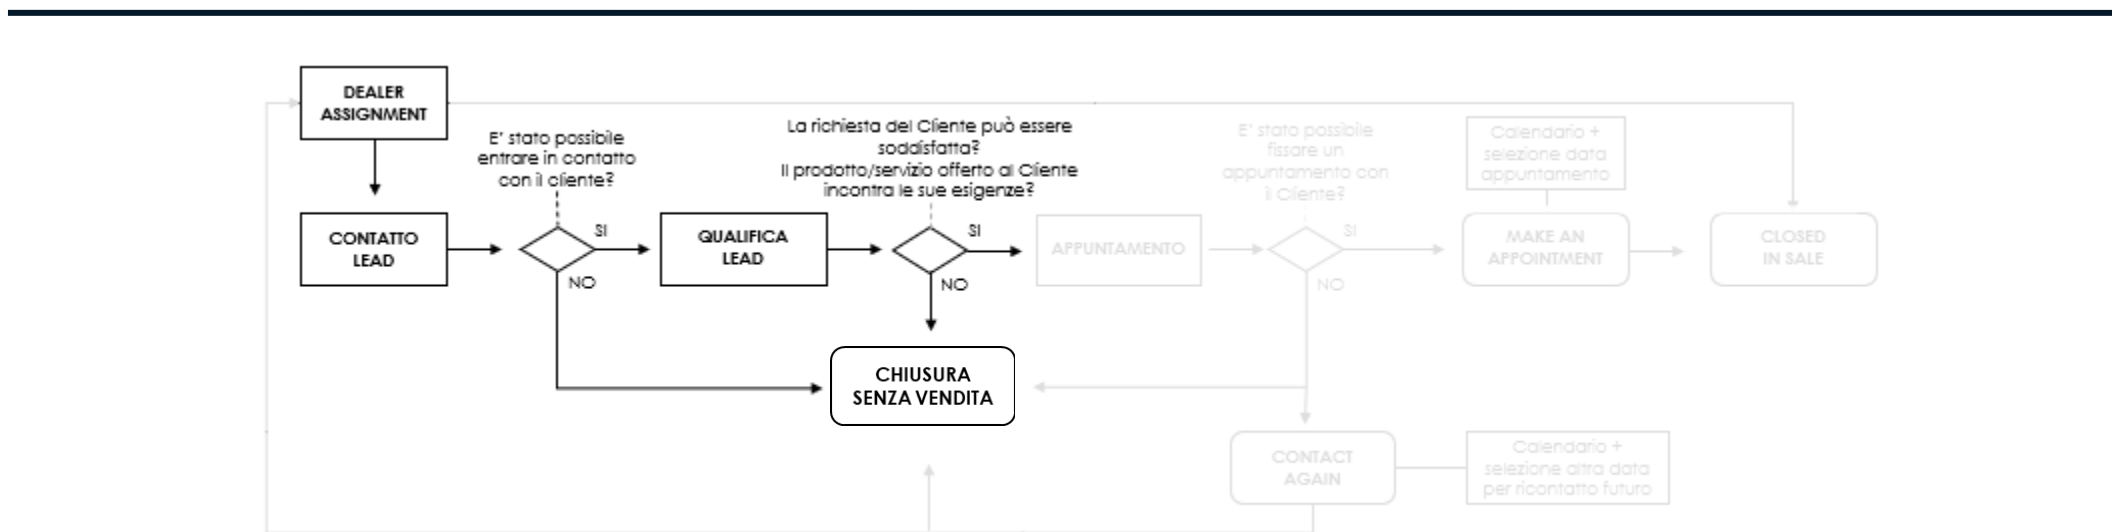 DEALER
ASSIGNMENT
E' stato possibile
entrare in contatto
con il cliente?
La richiesta del Cliente può essere
soddisfatta?
Il prodotto/servizio offerto al Cliente
incontra le sue esigenze?
E' stato possibile
fissare un
appuntamento con
il Cliente?
Calendario +
selezione data
appuntamento
CONTATTO
LEAD
SI
NO
QUALIFICA
LEAD
SI
NO
APPUNTAMENTO
SI
NO
MAKE AN
APPOINTMENT
CLOSED
IN SALE
CHIUSURA
SENZA VENDITA
CONTACT
AGAIN
Calendario +
selezione altra data
per ricontatto futuro